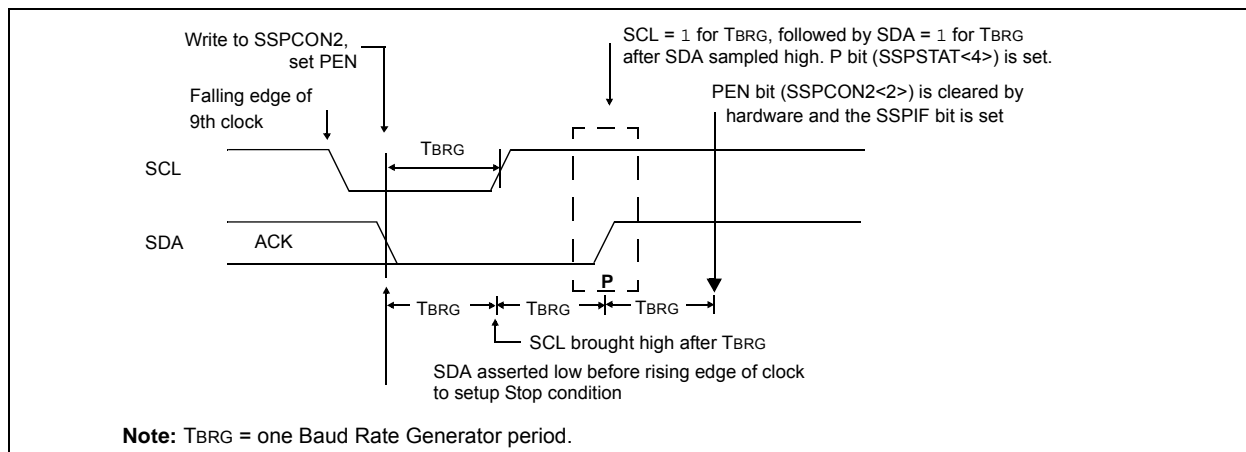 Write to SSPCON2,
set PEN
SCL = 1 for TBRG, followed by SDA = 1 for TBRG
after SDA sampled high. P bit (SSPSTAT<4>) is set.
Falling edge of
9th clock
PEN bit (SSPCON2<2>) is cleared by
hardware and the SSPIF bit is set
TBRG
SCL
SDA
ACK
P
TBRG
TBRG
TBRG
SCL brought high after TBRG
SDA asserted low before rising edge of clock
to setup Stop condition
Note: TBRG = one Baud Rate Generator period.